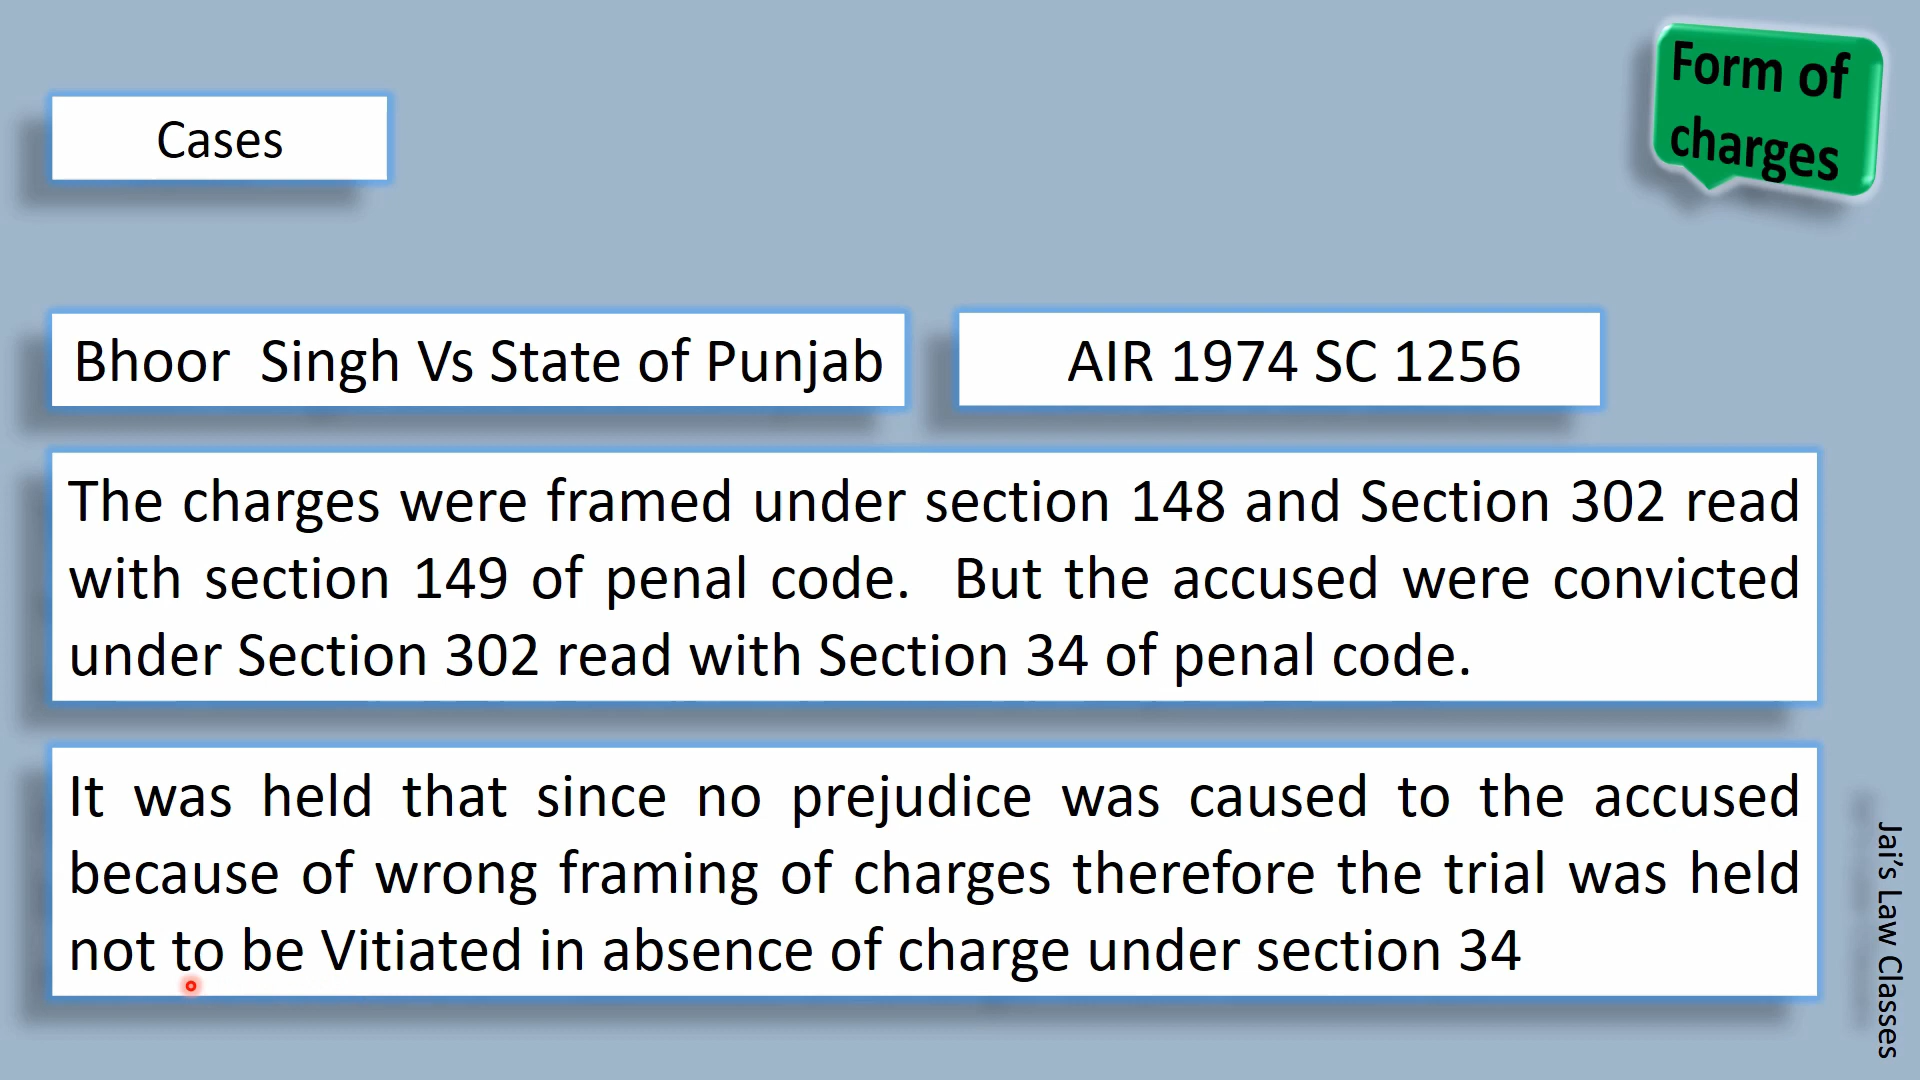 Form of
charges
Cases
Bhoor  Singh Vs State of Punjab
AIR 1974 SC 1256
The charges were framed under section 148 and Section 302 read
with section 149 of penal code.  But the accused were convicted
under Section 302 read with Section 34 of penal code.
It was held that since no prejudice was caused to the accused
because of wrong framing of charges therefore the trial was held
not to be Vitiated in absence of charge under section 34
Jai’s Law Classes